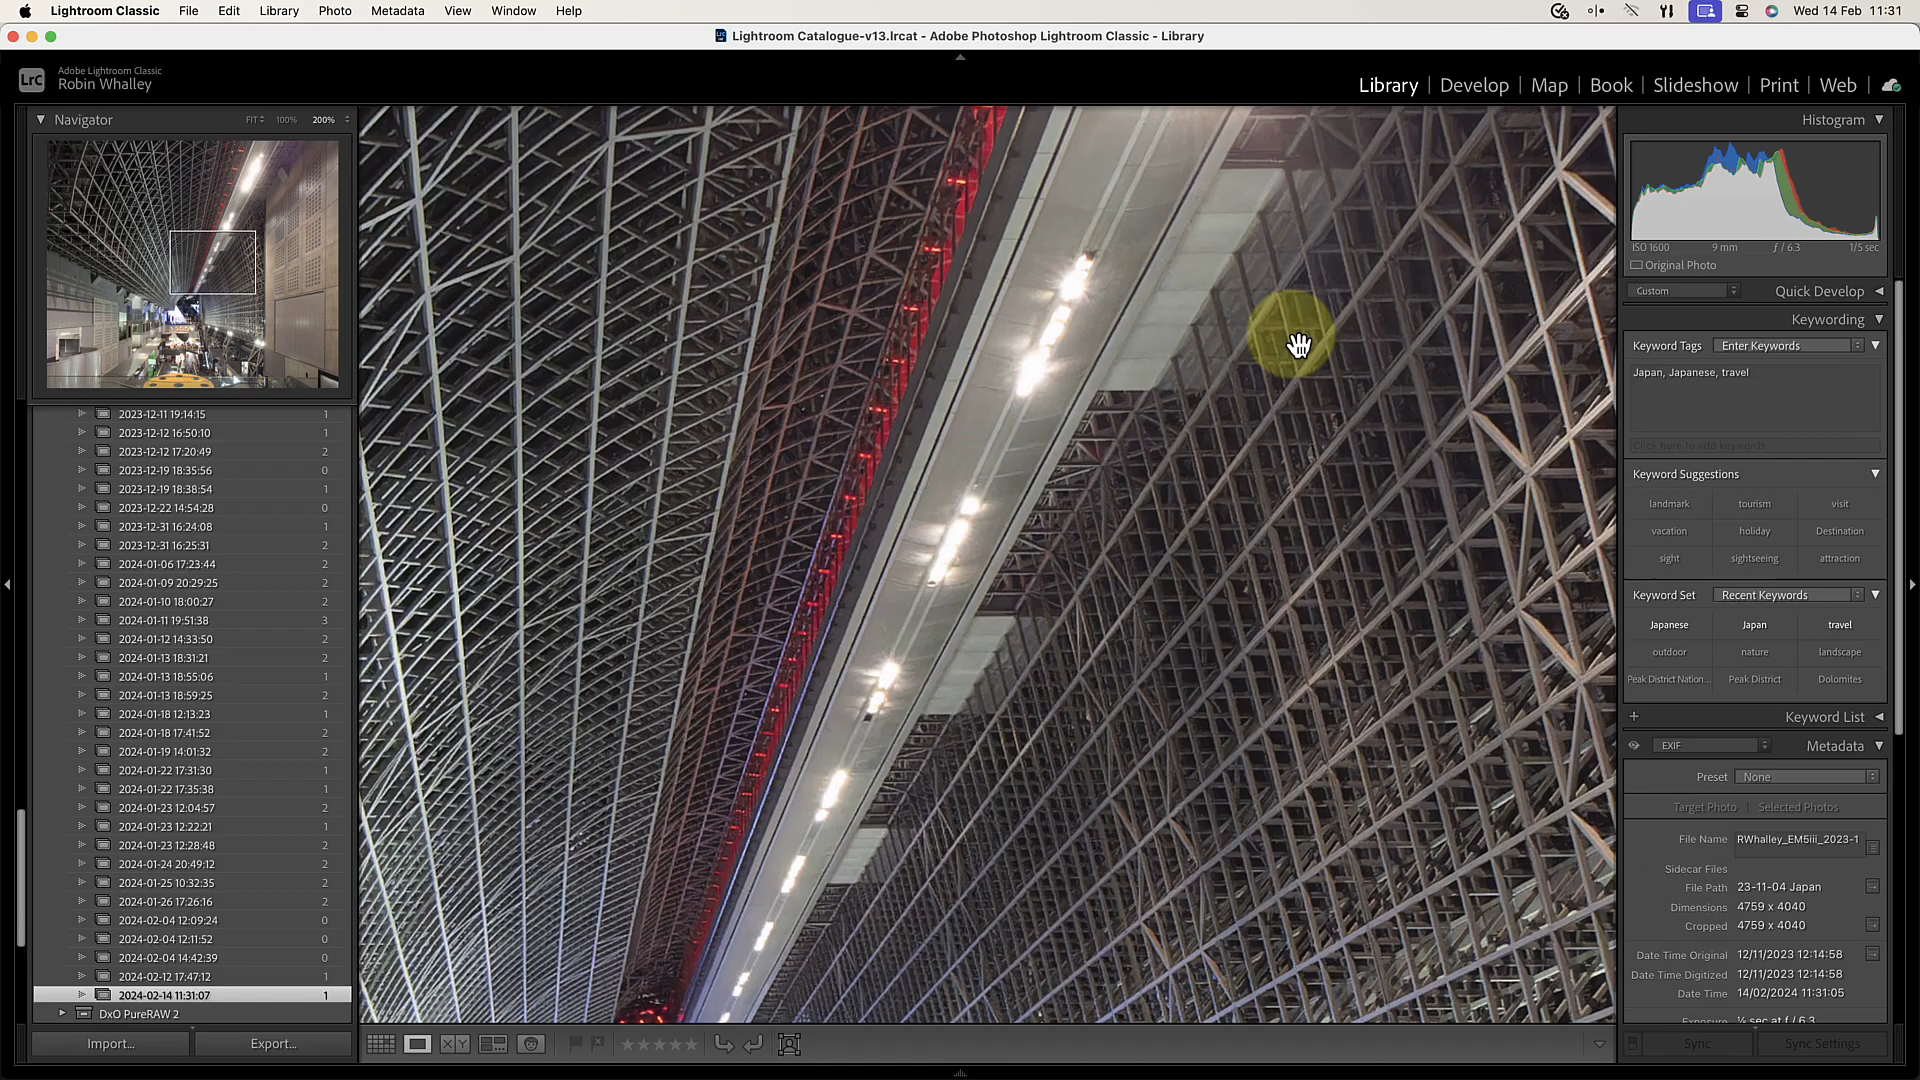 Lightroom Classic File Edit Library Photo Metadata View Window Help Wed 14 Feb 11:31
Lightroom Catalogue-v13.lrcat - Adobe Photoshop Lightroom Classic - Library
LrC Adobe Lightroom Classic
Robin Whalley
Library | Develop | Map | Book | Slideshow | Print | Web
Navigator FIT 100% 200%
2023-12-11 19:14:15 1
2023-12-12 16:50:10 1
2023-12-12 17:20:49 2
2023-12-19 18:35:56 0
2023-12-19 18:38:54 1
2023-12-22 14:54:28 0
2023-12-31 16:24:08 1
2023-12-31 16:25:31 2
2024-01-06 17:23:44 2
2024-01-09 20:29:25 2
2024-01-10 18:00:27 2
2024-01-11 19:51:38 3
2024-01-12 14:33:50 2
2024-01-13 18:31:21 2
2024-01-13 18:55:06 1
2024-01-13 18:59:25 2
2024-01-18 12:13:23 1
2024-01-18 17:41:52 2
2024-01-19 14:01:32 2
2024-01-22 17:31:30 1
2024-01-22 17:35:38 1
2024-01-23 12:04:57 2
2024-01-23 12:22:21 1
2024-01-23 12:28:48 2
2024-01-24 20:49:12 2
2024-01-25 10:32:35 2
2024-01-26 17:26:16 2
2024-02-04 12:09:24 0
2024-02-04 12:11:52 0
2024-02-04 14:42:39 0
2024-02-12 17:47:12 1
2024-02-14 11:31:07 1
DxO PureRAW 2
Import... Export...
X Y
Histogram
ISO 1600 9 mm ƒ / 6.3 1/5 sec
Original Photo
Custom Quick Develop
Keywording
Keyword Tags Enter Keywords
Japan, Japanese, travel
Click here to add keywords
Keyword Suggestions
landmark tourism visit
vacation holiday Destination
sight sightseeing attraction
Keyword Set Recent Keywords
Japanese Japan travel
outdoor nature landscape
Peak District Nation... Peak District Dolomites
+ Keyword List
EXIF Metadata
Preset None
Target Photo | Selected Photos
File Name RWhalley_EM5iii_2023-1
Sidecar Files
File Path 23-11-04 Japan
Dimensions 4759 x 4040
Cropped 4759 x 4040
Date Time Original 12/11/2023 12:14:58
Date Time Digitized 12/11/2023 12:14:58
Date Time 14/02/2024 11:31:05
Exposure ⅕ sec at ƒ / 6.3
Sync Sync Settings